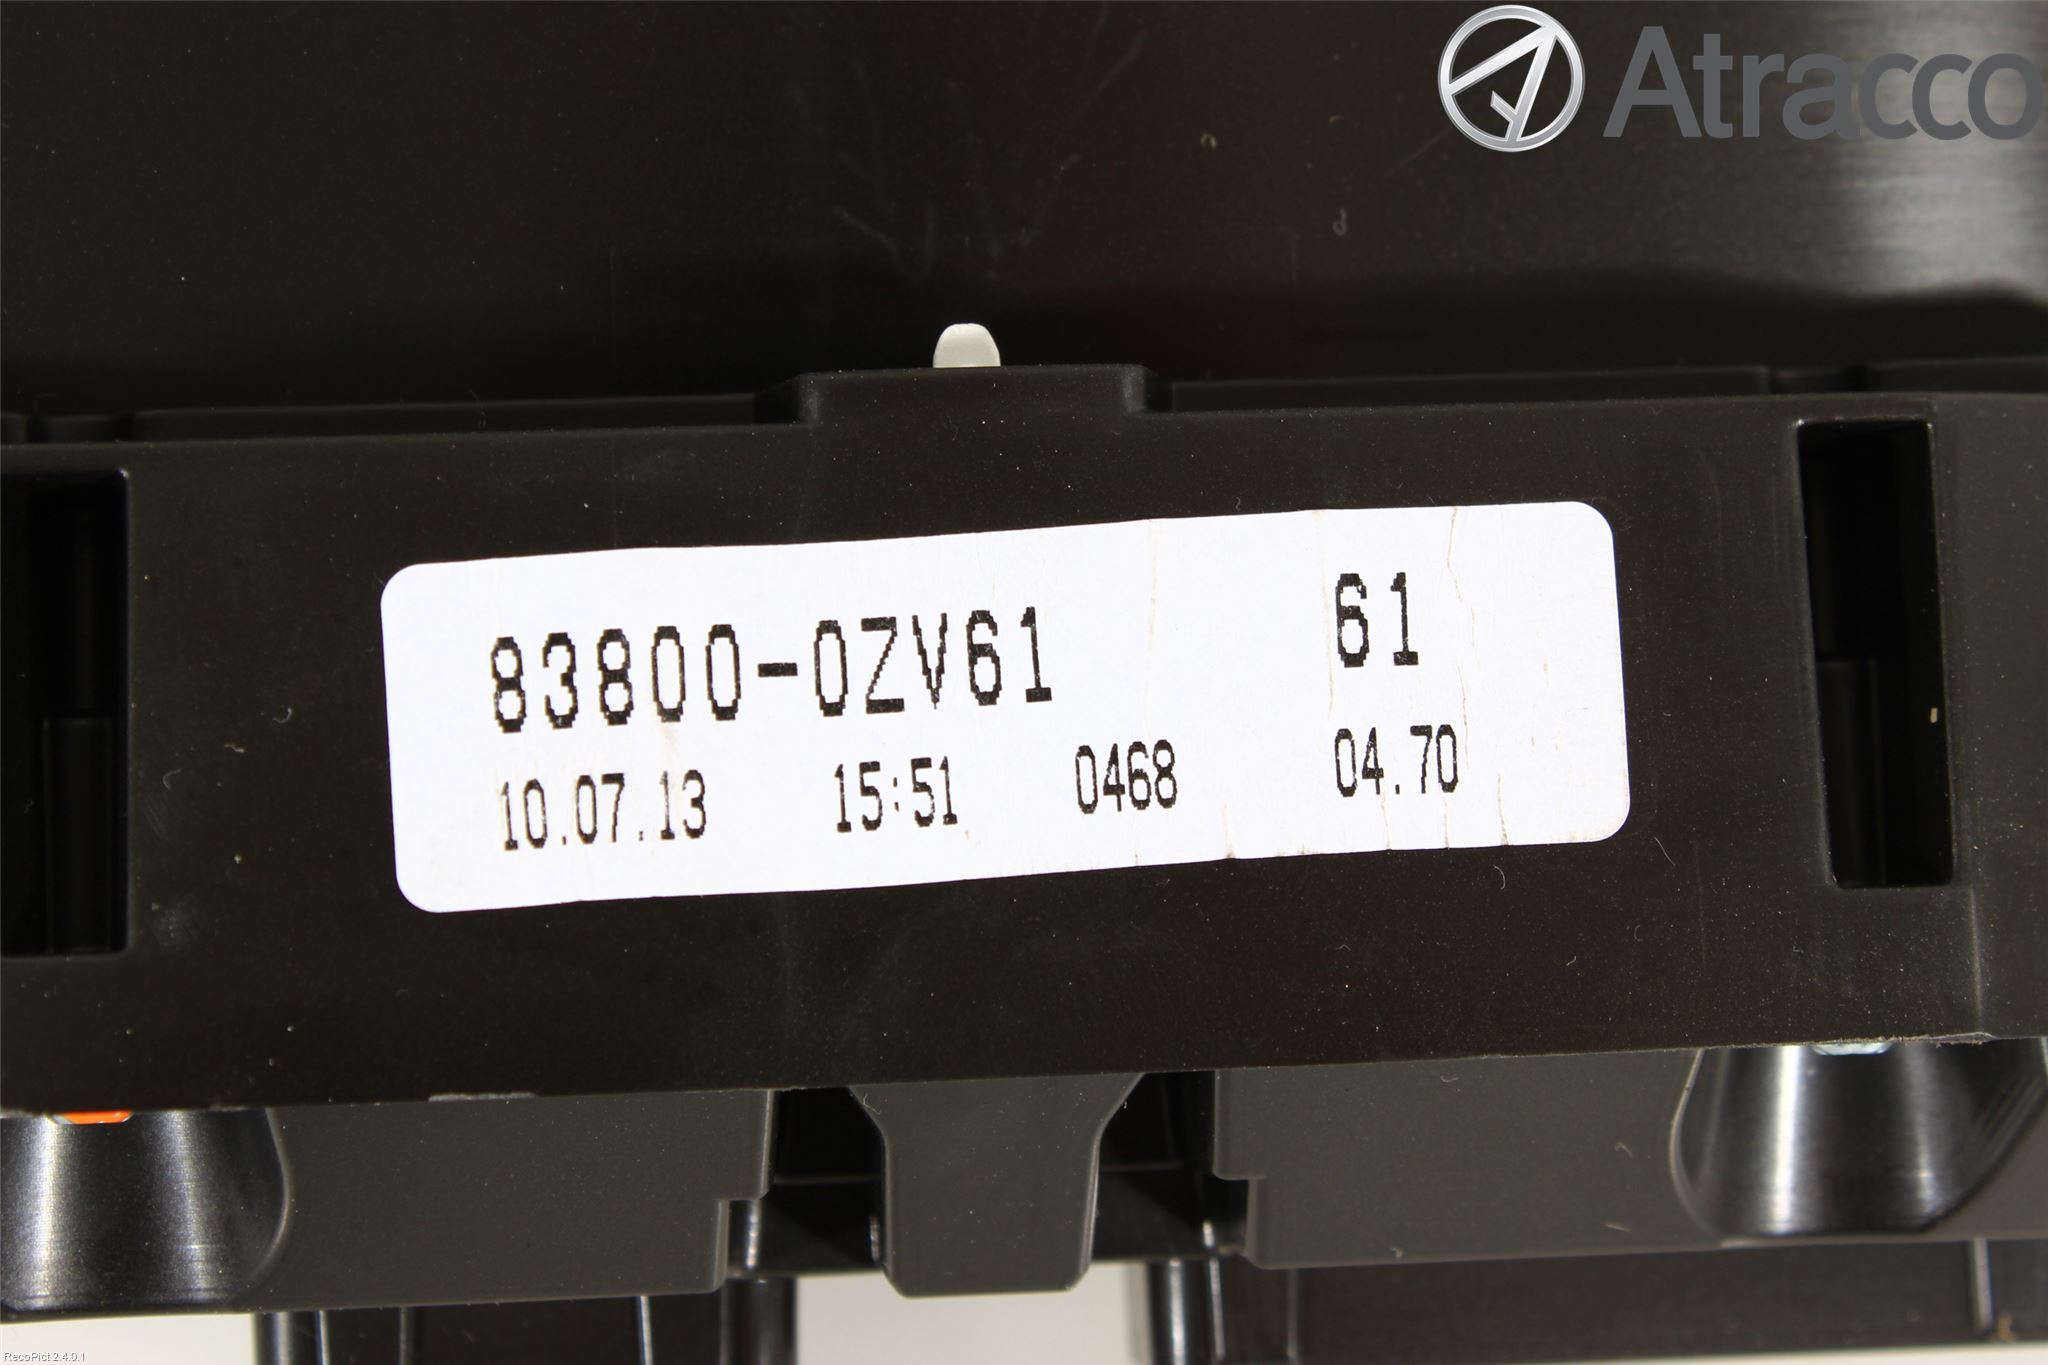 Atracco
83800-0ZV61 61
10.07.13 15:51 0468 04.70
RecoPict 2.4.0.1